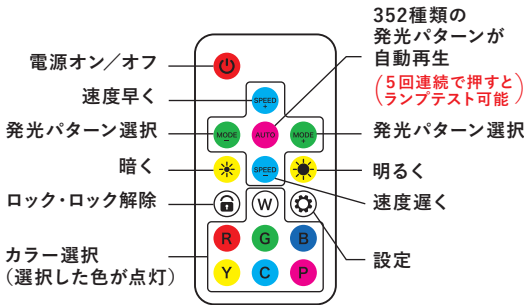 352種類の
発光パターンが
自動再生
(5回連続で押すと
ランプテスト可能)
電源オン／オフ
速度早く
発光パターン選択
暗く
ロック・ロック解除
カラー選択
(選択した色が点灯)
SPEED
+
MODE
−
AUTO
MODE
+
SPEED
−
W
R
G
B
Y
C
P
発光パターン選択
明るく
速度遅く
設定